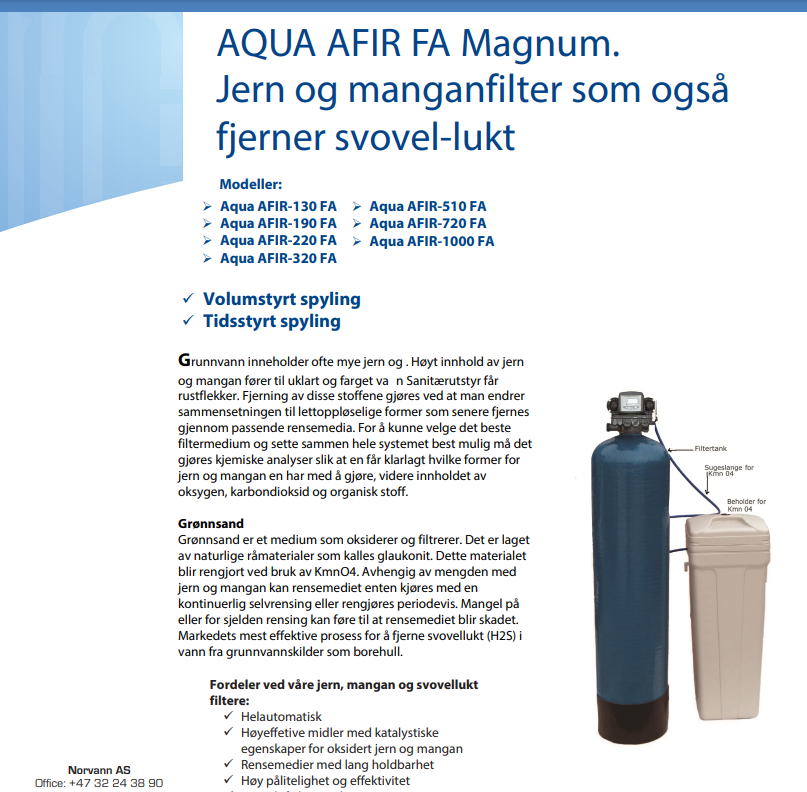 AQUA AFIR FA Magnum.
Jern og manganfilter som også
fjerner svovel-lukt
Modeller:
➢ Aqua AFIR-130 FA
➢ Aqua AFIR-190 FA
➢ Aqua AFIR-220 FA
➢ Aqua AFIR-320 FA
➢ Aqua AFIR-510 FA
➢ Aqua AFIR-720 FA
➢ Aqua AFIR-1000 FA
✓ Volumstyrt spyling
✓ Tidsstyrt spyling
Grunnvann inneholder ofte mye jern og . Høyt innhold av jern
og mangan fører til uklart og farget va n Sanitærutstyr får
rustflekker. Fjerning av disse stoffene gjøres ved at man endrer
sammensetningen til lettoppløselige former som senere fjernes
gjennom passende rensemedia. For å kunne velge det beste
filtermedium og sette sammen hele systemet best mulig må det
gjøres kjemiske analyser slik at en får klarlagt hvilke former for
jern og mangan en har med å gjøre, videre innholdet av
oksygen, karbondioksid og organisk stoff.
Grønnsand
Grønnsand er et medium som oksiderer og filtrerer. Det er laget
av naturlige råmaterialer som kalles glaukonit. Dette materialet
blir rengjort ved bruk av KmnO4. Avhengig av mengden med
jern og mangan kan rensemediet enten kjøres med en
kontinuerlig selvrensing eller rengjøres periodevis. Mangel på
eller for sjelden rensing kan føre til at rensemediet blir skadet.
Markedets mest effektive prosess for å fjerne svovellukt (H2S) i
vann fra grunnvannskilder som borehull.
Fordeler ved våre jern, mangan og svovellukt
filtere:
✓ Helautomatisk
✓ Høyeffetive midler med katalystiske
egenskaper for oksidert jern og mangan
✓ Rensemedier med lang holdbarhet
✓ Høy pålitelighet og effektivitet
Filtertank
Sugeslange for
Kmn 04
Beholder for
Kmn 04
Norvann AS
Office: +47 32 24 38 90